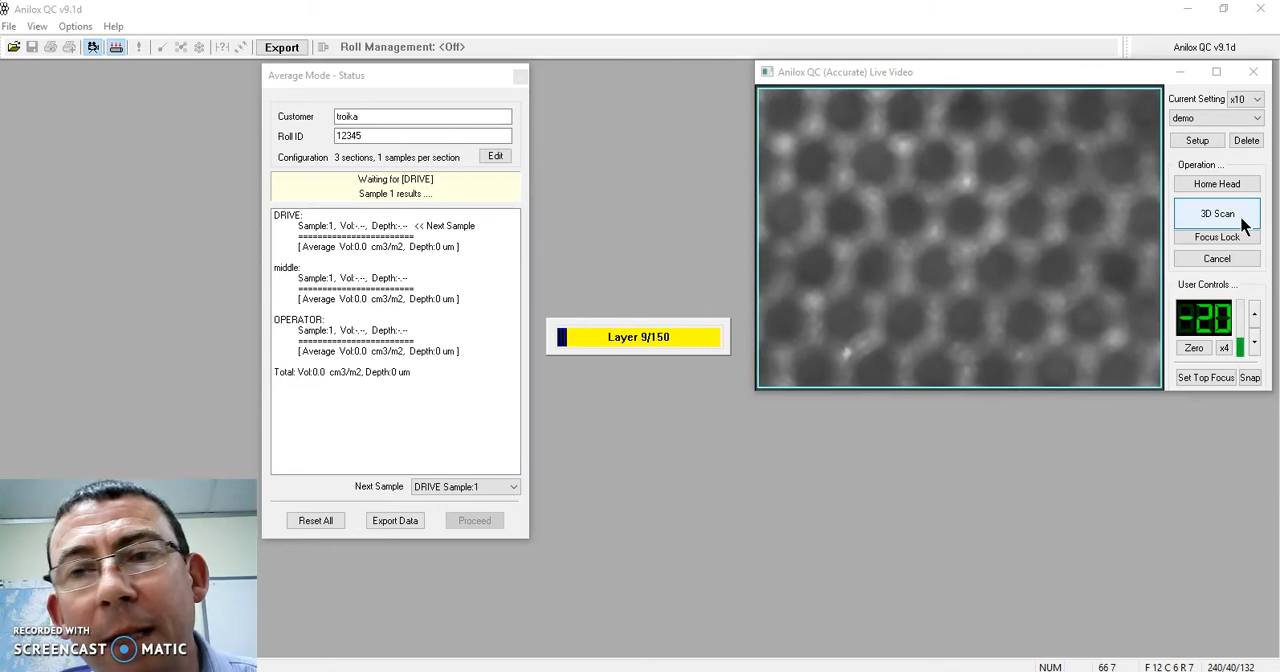 Anilox QC v9.1d
File View Options Help
Export Roll Management: <Off> Anilox QC v9.1d
Average Mode - Status
Customer troika
Roll ID 12345
Configuration 3 sections, 1 samples per section Edit
Waiting for [DRIVE]
Sample 1 results ....
DRIVE:
Sample:1, Vol:-.--, Depth:-.-- << Next Sample
========================
[ Average Vol:0.0 cm3/m2, Depth:0 um ]
middle:
Sample:1, Vol:-.--, Depth:-.--
========================
[ Average Vol:0.0 cm3/m2, Depth:0 um ]
OPERATOR:
Sample:1, Vol:-.--, Depth:-.--
========================
[ Average Vol:0.0 cm3/m2, Depth:0 um ]
Total: Vol:0.0 cm3/m2, Depth:0 um
Next Sample DRIVE Sample:1
Reset All Export Data Proceed
Layer 9/150
Anilox QC (Accurate) Live Video
Current Setting x10
demo
Setup Delete
Operation ...
Home Head
3D Scan
Focus Lock
Cancel
User Controls ...
-20
Zero x4
Set Top Focus Snap
RECORDED WITH
SCREENCAST MATIC
NUM 66 7 F 12 C 6 R 7 240/40/132